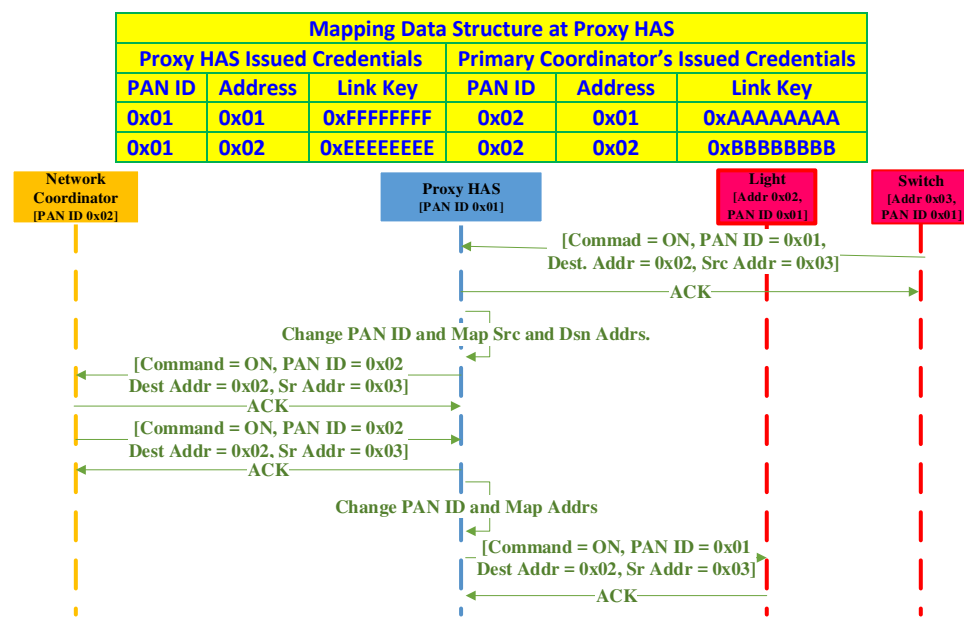 Mapping Data Structure at Proxy HAS
Proxy HAS Issued Credentials Primary Coordinator's Issued Credentials
PAN ID Address Link Key PAN ID Address Link Key
0x01 0x01 0xFFFFFFFF 0x02 0x01 0xAAAAAAAA
0x01 0x02 0xEEEEEEEE 0x02 0x02 0xBBBBBBBB
Network
Coordinator
[PAN ID 0x02]
Proxy HAS
[PAN ID 0x01]
Light
[Addr 0x02,
PAN ID 0x01]
Switch
[Addr 0x03,
PAN ID 0x01]
[Commad = ON, PAN ID = 0x01,
Dest. Addr = 0x02, Src Addr = 0x03]
ACK
Change PAN ID and Map Src and Dsn Addrs.
[Command = ON, PAN ID = 0x02
Dest Addr = 0x02, Sr Addr = 0x03]
ACK
[Command = ON, PAN ID = 0x02
Dest Addr = 0x02, Sr Addr = 0x03]
ACK
Change PAN ID and Map Addrs
[Command = ON, PAN ID = 0x01
Dest Addr = 0x02, Sr Addr = 0x03]
ACK